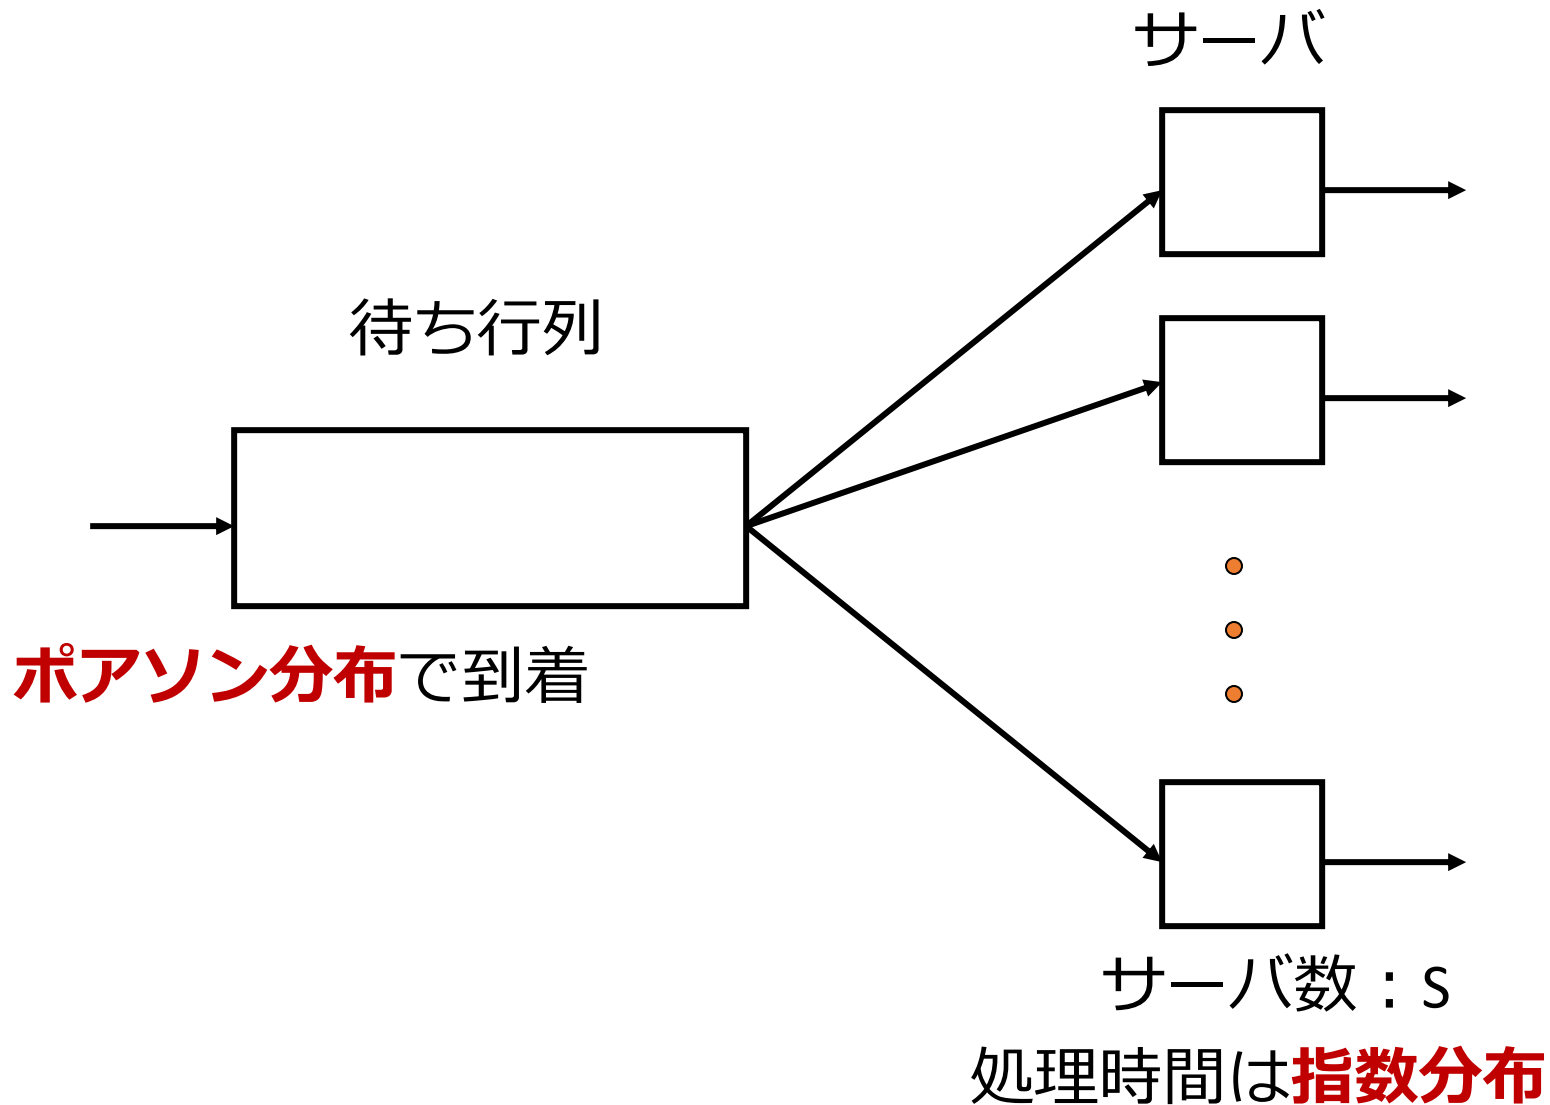 サーバ
待ち行列
ポアソン分布で到着
サーバ数：S
処理時間は指数分布